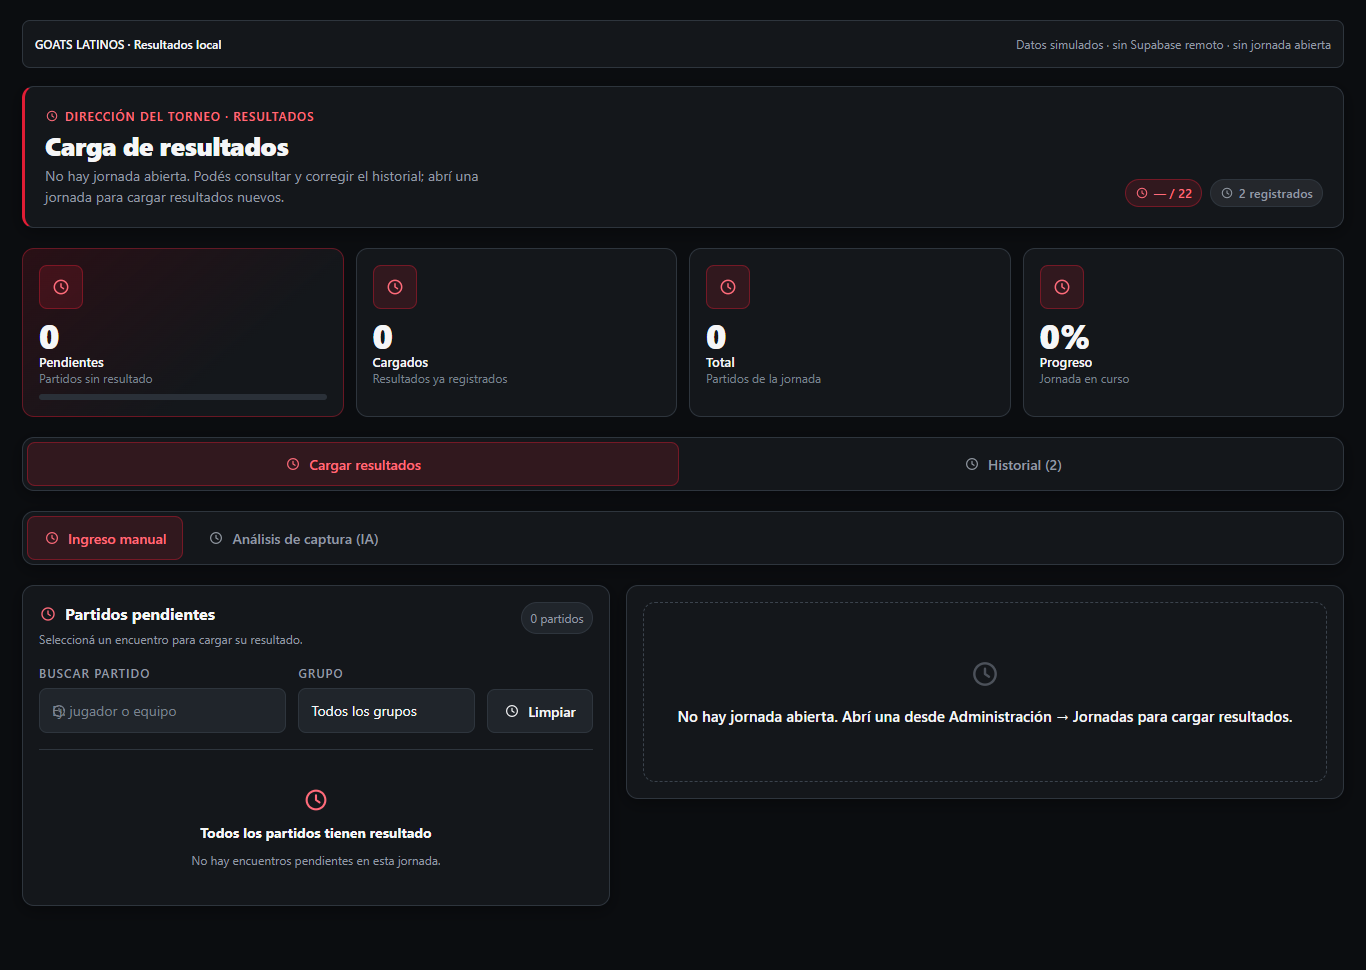 GOATS LATINOS · Resultados local
Datos simulados · sin Supabase remoto · sin jornada abierta
DIRECCIÓN DEL TORNEO · RESULTADOS
Carga de resultados
No hay jornada abierta. Podés consultar y corregir el historial; abrí una
jornada para cargar resultados nuevos.
— / 22
2 registrados
0
Pendientes
Partidos sin resultado
0
Cargados
Resultados ya registrados
0
Total
Partidos de la jornada
0%
Progreso
Jornada en curso
Cargar resultados
Historial (2)
Ingreso manual
Análisis de captura (IA)
Partidos pendientes
0 partidos
Seleccioná un encuentro para cargar su resultado.
BUSCAR PARTIDO
GRUPO
jugador o equipo
Todos los grupos
Limpiar
Todos los partidos tienen resultado
No hay encuentros pendientes en esta jornada.
No hay jornada abierta. Abrí una desde Administración → Jornadas para cargar resultados.